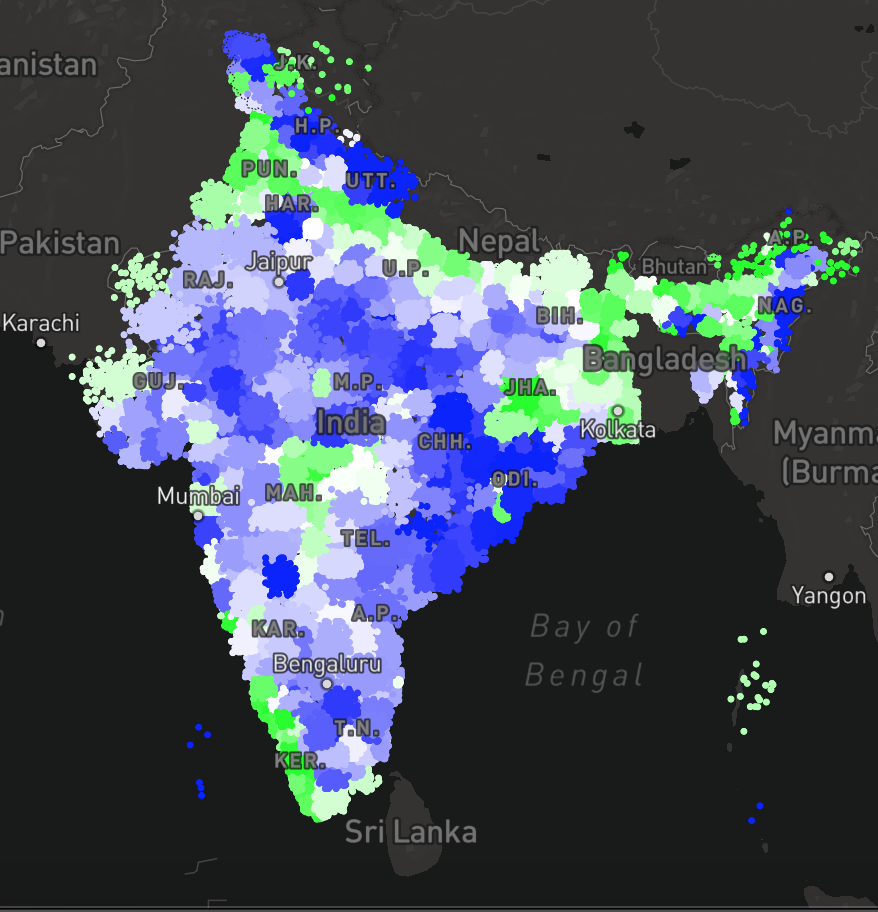 anistan
J.K.
H.P.
PUN.
UTT.
HAR.
Pakistan
Nepal
A.P.
Jaipur
U.P.
Bhutan
RAJ.
NAG.
Karachi
BIH.
Bangladesh
GUJ.
M.P.
JHA.
India
Kolkata
CHH.
Myanma
(Burma
ODI.
Mumbai
MAH.
TEL.
Yangon
A.P.
KAR.
Bay of
Bengal
Bengaluru
T.N.
KER.
Sri Lanka